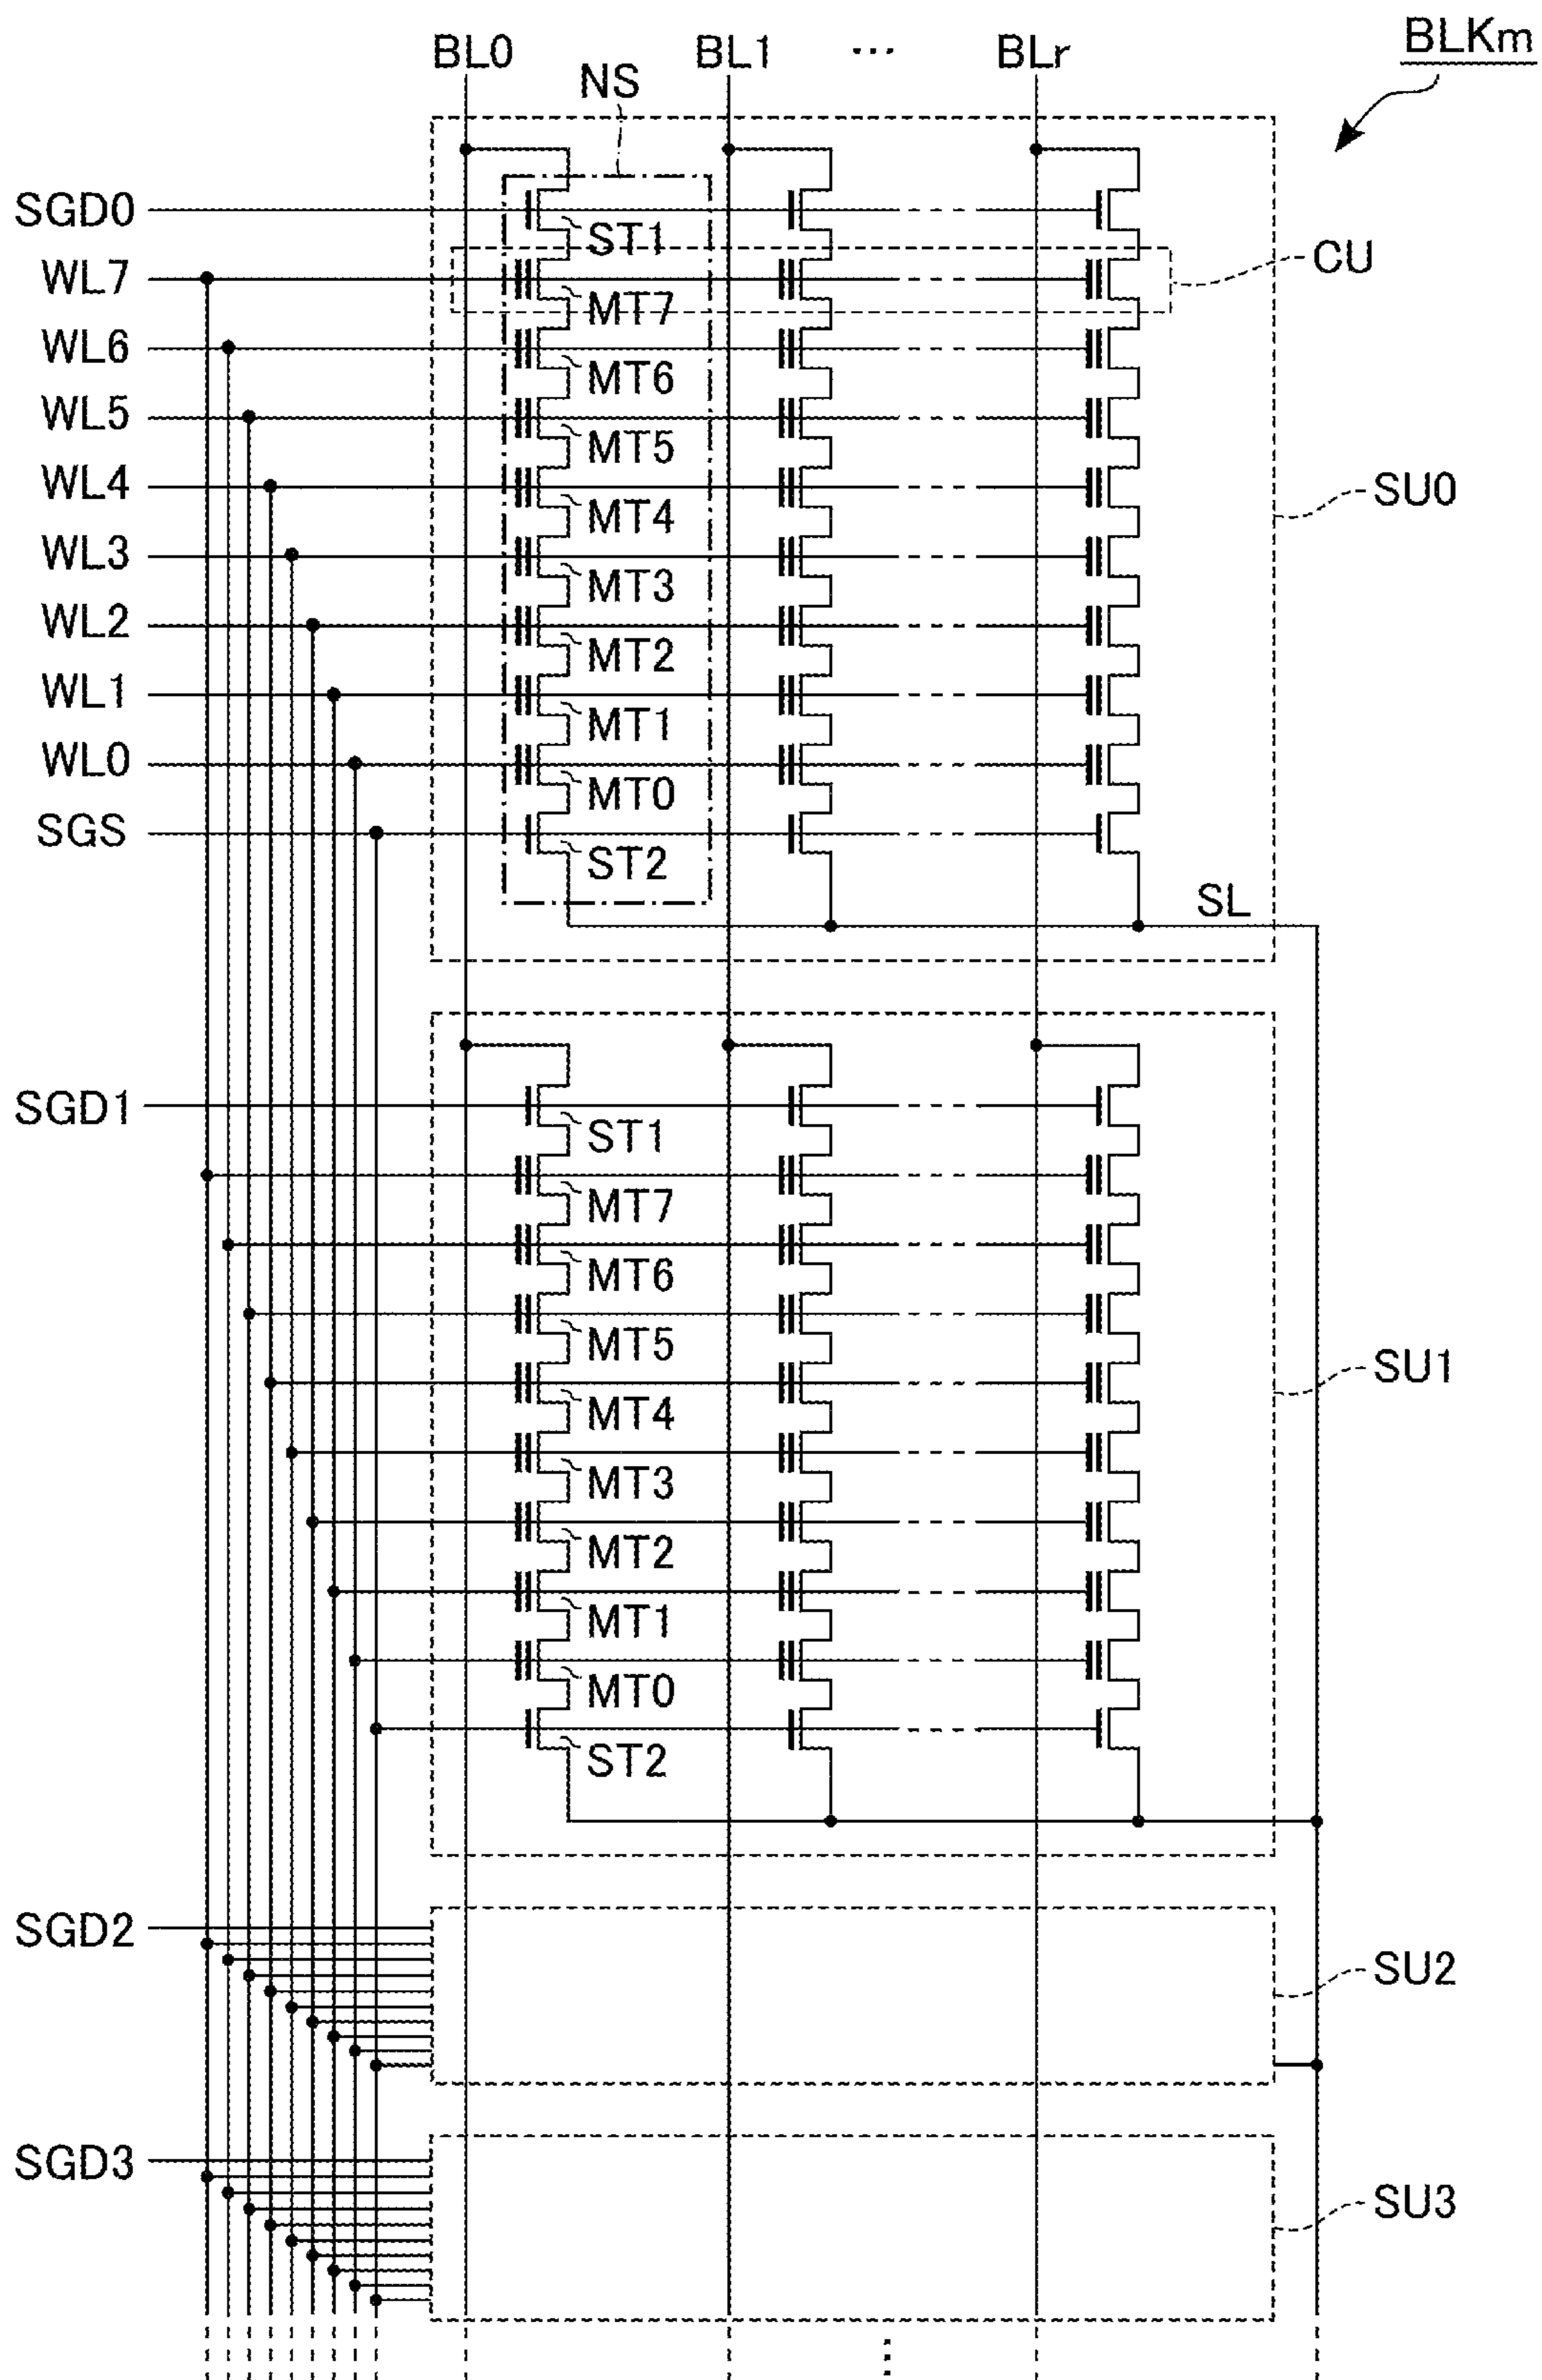 BLKm
BL0 BL1 ... BLr
NS
SGD0
ST1
CU
WL7
MT7
WL6
MT6
WL5
MT5
WL4
MT4
SU0
WL3
MT3
WL2
MT2
WL1
MT1
WL0
MT0
SGS
ST2
SL
SGD1
ST1
MT7
MT6
MT5
SU1
MT4
MT3
MT2
MT1
MT0
ST2
SGD2
SU2
SGD3
SU3